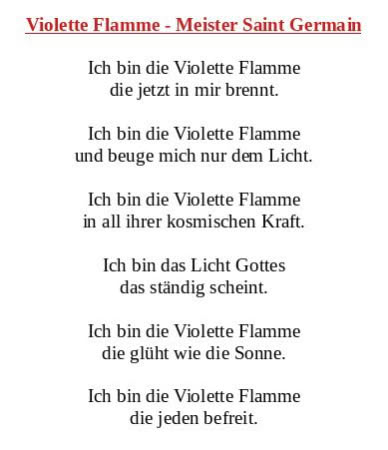 Violette Flamme - Meister Saint Germain
Ich bin die Violette Flamme
die jetzt in mir brennt.
Ich bin die Violette Flamme
und beuge mich nur dem Licht.
Ich bin die Violette Flamme
in all ihrer kosmischen Kraft.
Ich bin das Licht Gottes
das ständig scheint.
Ich bin die Violette Flamme
die glüht wie die Sonne.
Ich bin die Violette Flamme
die jeden befreit.